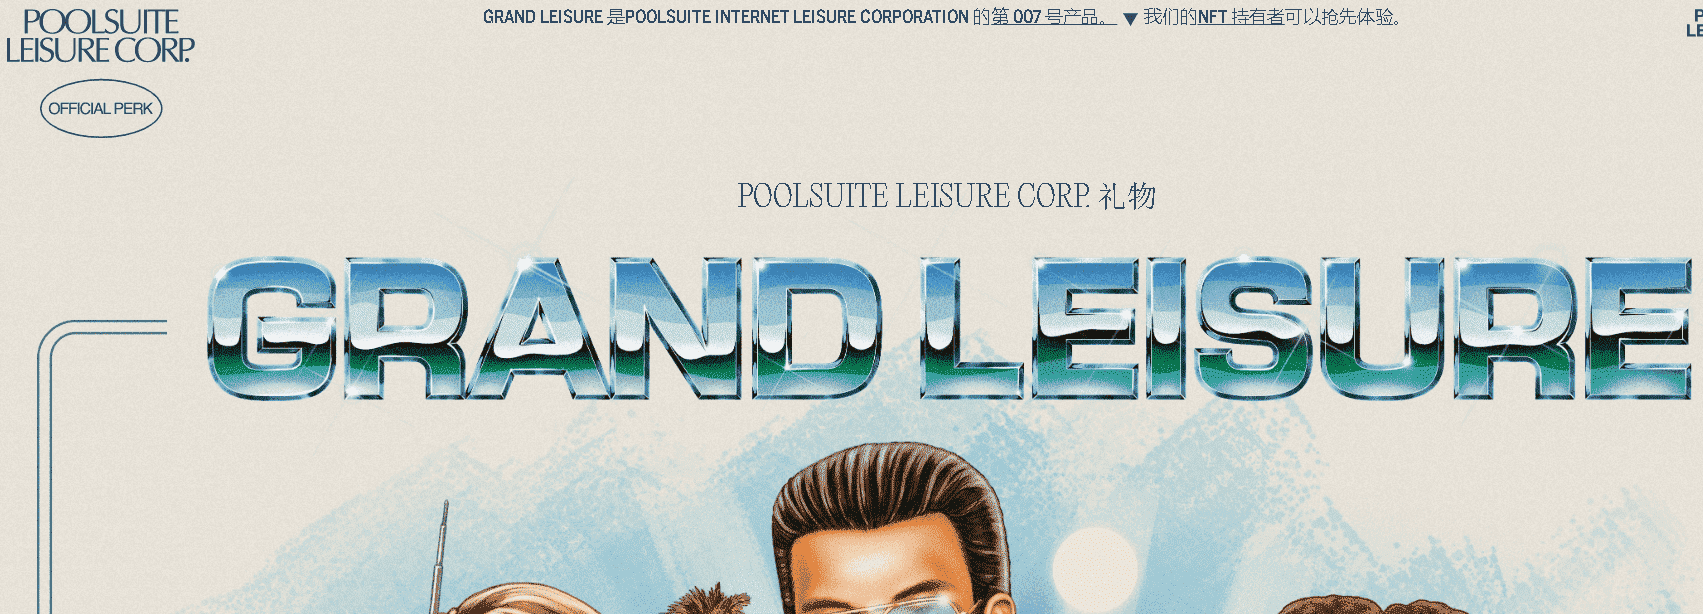 POOLSUITE
LEISURE CORP.
OFFICIAL PERK
GRAND LEISURE 是POOLSUITE INTERNET LEISURE CORPORATION 的第 007 号产品。 ▼ 我们的NFT 持有者可以抢先体验。
POOLSUITE LEISURE CORP. 礼物
GRAND LEISURE